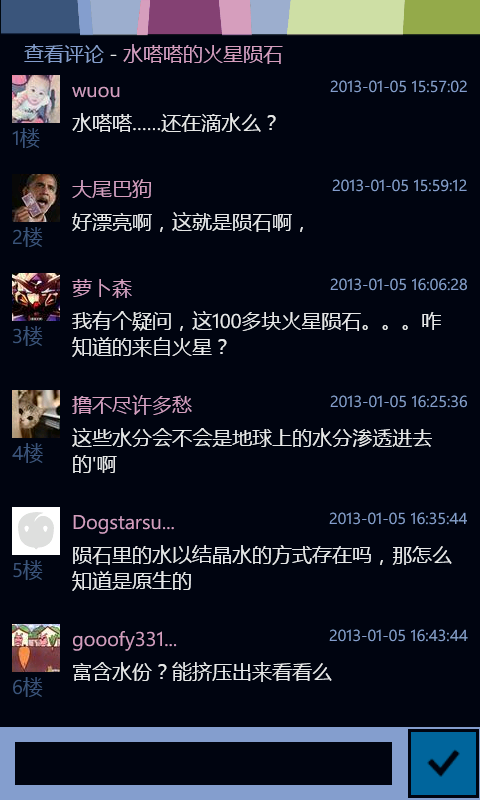 查看评论 - 水嗒嗒的火星陨石
wuou 2013-01-05 15:57:02
水嗒嗒......还在滴水么？
1楼
大尾巴狗 2013-01-05 15:59:12
好漂亮啊，这就是陨石啊，
2楼
萝卜森 2013-01-05 16:06:28
我有个疑问，这100多块火星陨石。。。咋
知道的来自火星？
3楼
撸不尽许多愁 2013-01-05 16:25:36
这些水分会不会是地球上的水分渗透进去
的'啊
4楼
Dogstarsu... 2013-01-05 16:35:44
陨石里的水以结晶水的方式存在吗，那怎么
知道是原生的
5楼
gooofy331... 2013-01-05 16:43:44
富含水份？能挤压出来看看么
6楼